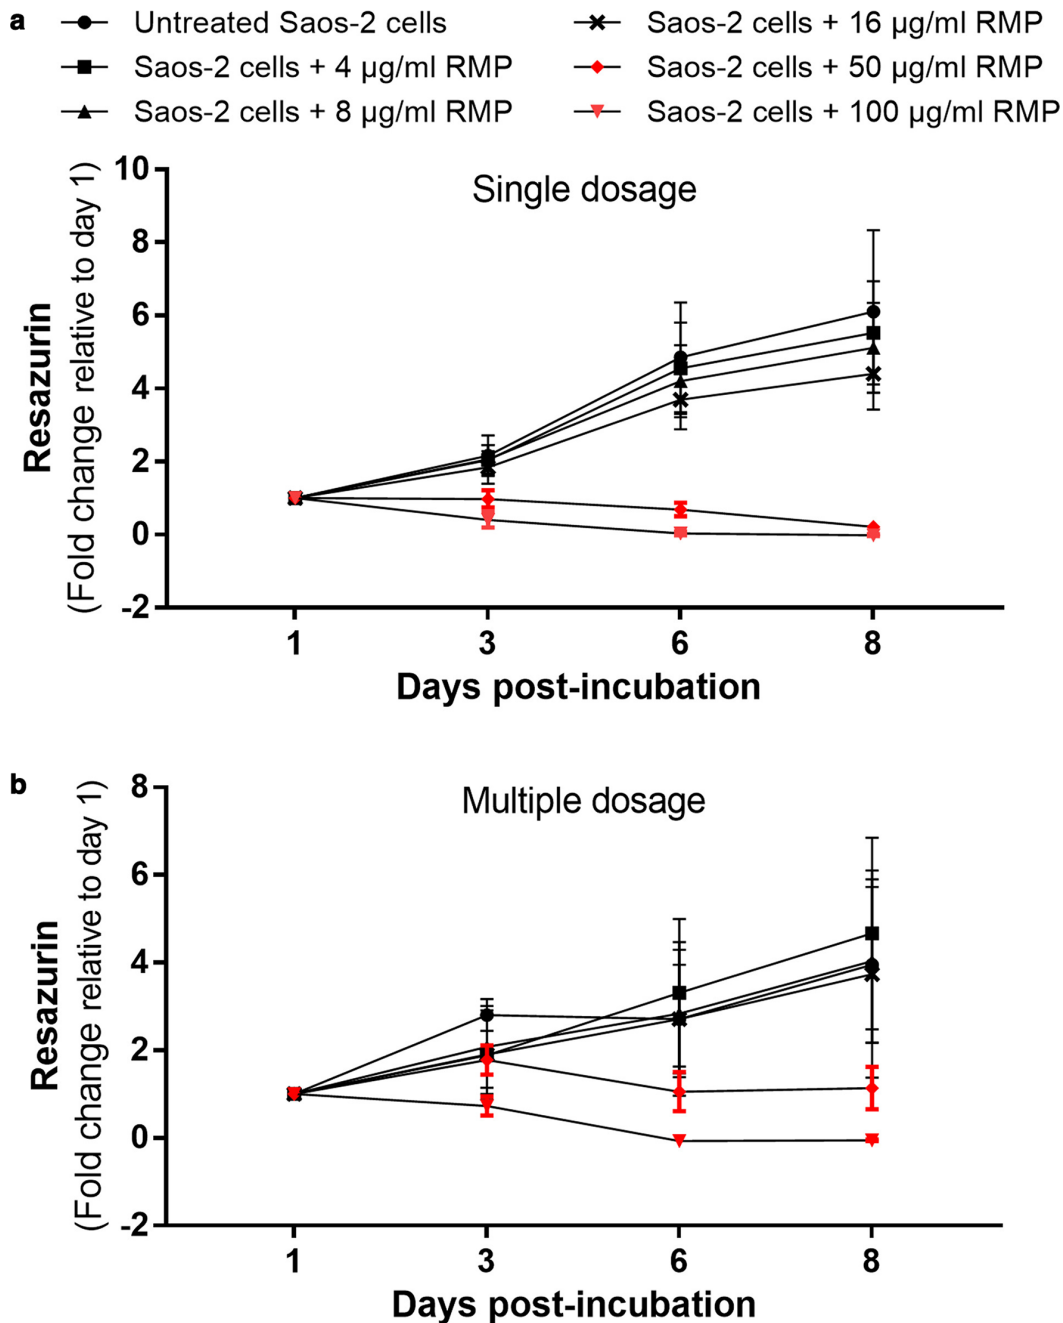 a
Untreated Saos-2 cells
Saos-2 cells + 4 µg/ml RMP
Saos-2 cells + 8 µg/ml RMP
Saos-2 cells + 16 µg/ml RMP
Saos-2 cells + 50 µg/ml RMP
Saos-2 cells + 100 µg/ml RMP
Single dosage
Resazurin
(Fold change relative to day 1)
10
8
6
4
2
0
-2
1 3 6 8
Days post-incubation
b
Multiple dosage
Resazurin
(Fold change relative to day 1)
8
6
4
2
0
-2
1 3 6 8
Days post-incubation